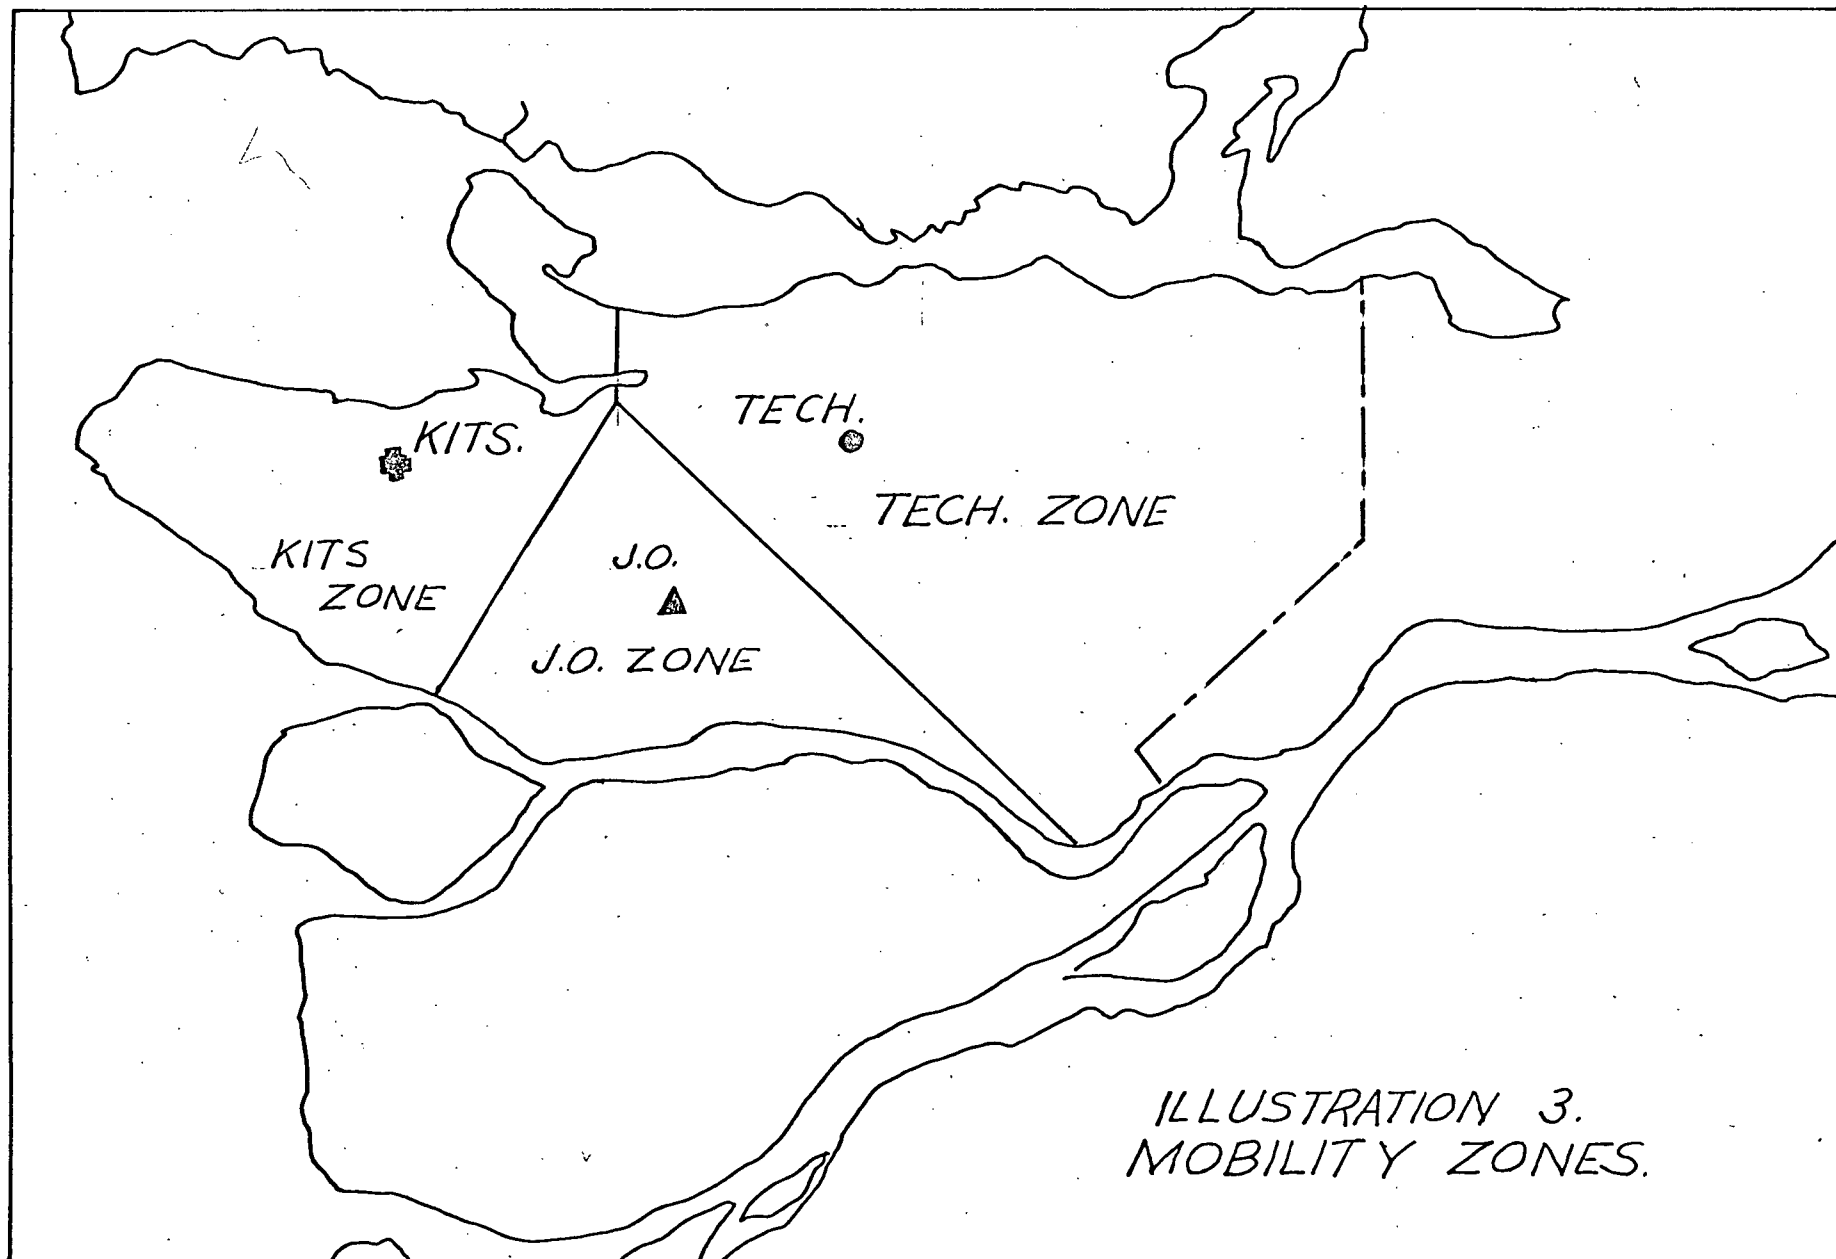 KITS.
TECH.
TECH. ZONE
KITS
ZONE
J.O.
J.O. ZONE
ILLUSTRATION 3.
MOBILITY ZONES.